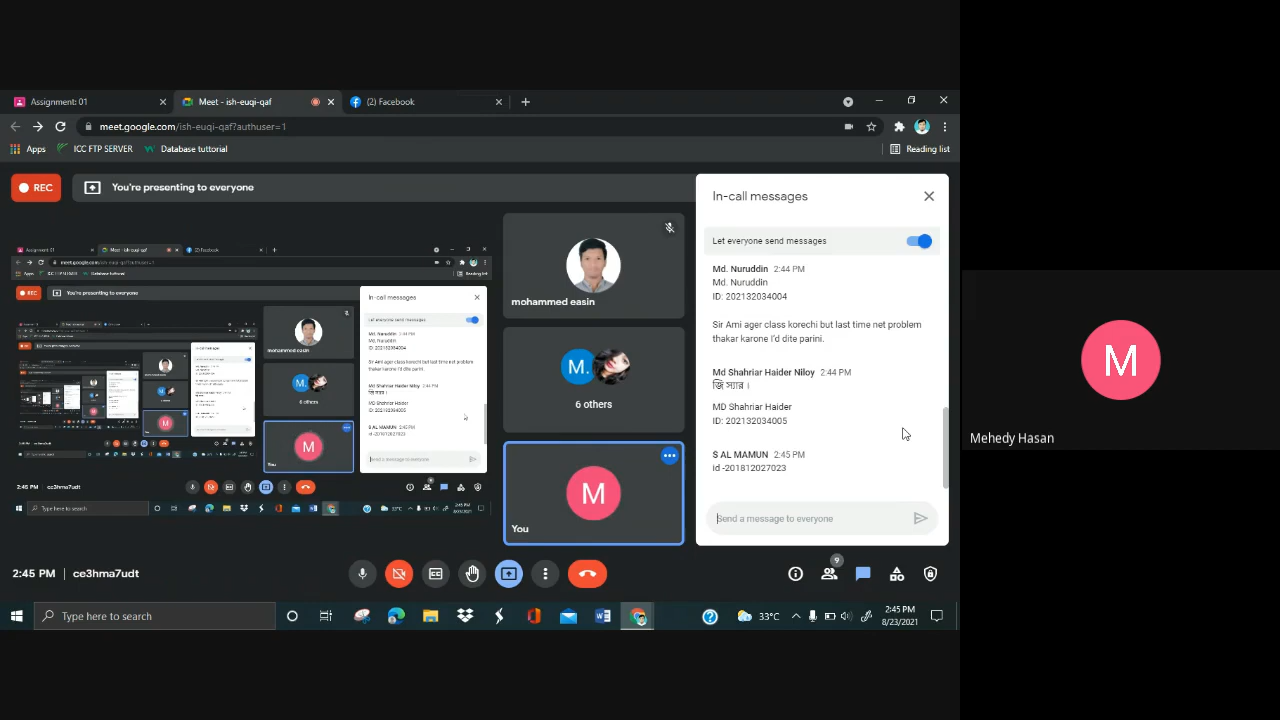 Assignment: 01
Meet - ish-euqi-qaf
(2) Facebook
meet.google.com/ish-euqi-qaf?authuser=1
Apps
ICC FTP SERVER
Database tuttorial
Reading list
REC
You're presenting to everyone
In-call messages
Let everyone send messages
Md. Nuruddin 2:44 PM
Md. Nuruddin
ID: 202132034004
Sir Ami ager class korechi but last time net problem
thakar karone I'd dite parini.
Md Shahriar Haider Niloy 2:44 PM
জ্বি স্যার ।
MD Shahriar Haider
ID: 202132034005
S AL MAMUN 2:45 PM
id -201812027023
Send a message to everyone
mohammed easin
M.
6 others
M
You
M
Mehedy Hasan
2:45 PM | ce3hma7udt
9
Type here to search
33°C
2:45 PM
8/23/2021